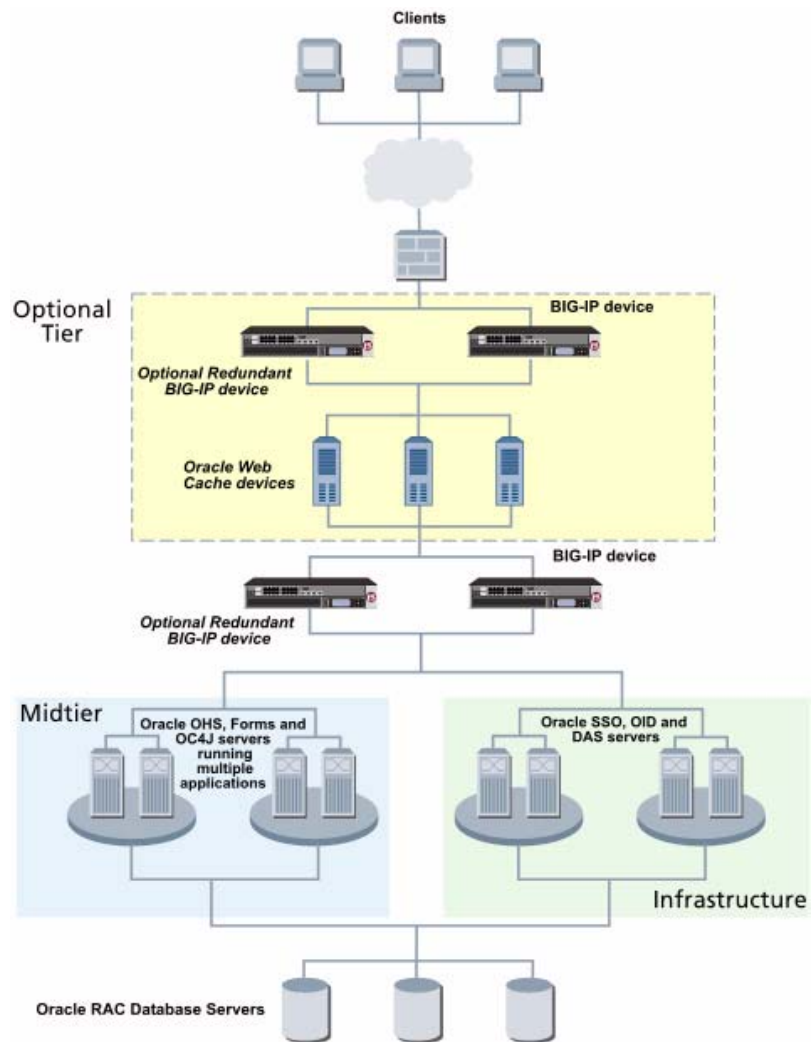 Clients
Optional
Tier
BIG-IP device
Optional Redundant
BIG-IP device
Oracle Web
Cache devices
BIG-IP device
Optional Redundant
BIG-IP device
Midtier
Oracle OHS, Forms and
OC4J servers
running
multiple
applications
Oracle SSO, OID and
DAS servers
Infrastructure
Oracle RAC Database Servers